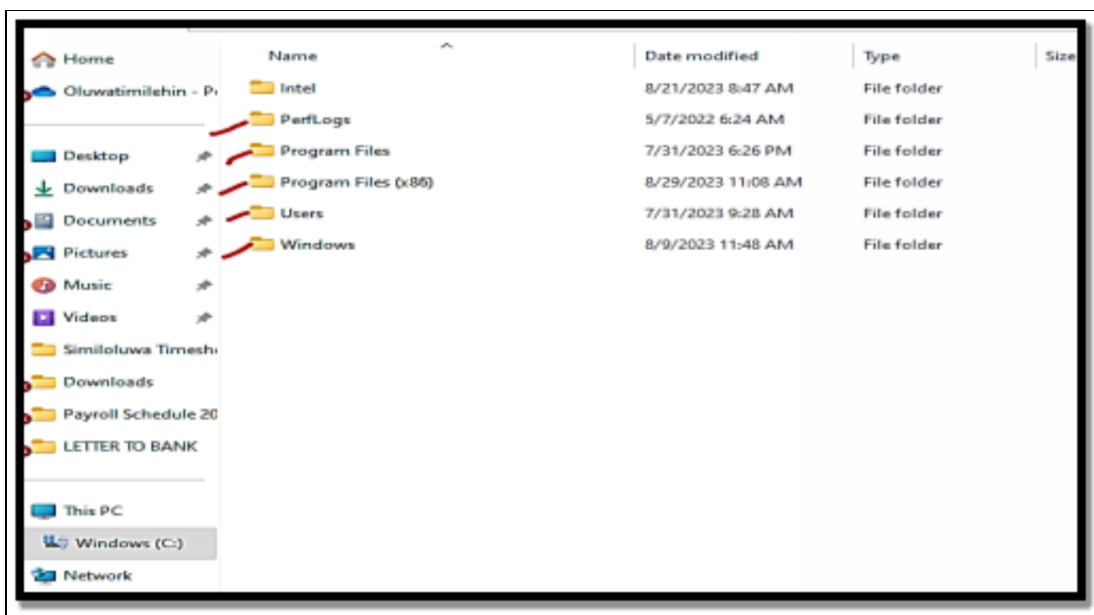 Home
Oluwatimilehin - Pe
Desktop
Downloads
Documents
Pictures
Music
Videos
Similoluwa Timeshe
Downloads
Payroll Schedule 20
LETTER TO BANK
This PC
Windows (C:)
Network
Name Date modified Type Size
Intel 8/21/2023 8:47 AM File folder
PerfLogs 5/7/2022 6:24 AM File folder
Program Files 7/31/2023 6:26 PM File folder
Program Files (x86) 8/29/2023 11:08 AM File folder
Users 7/31/2023 9:28 AM File folder
Windows 8/9/2023 11:48 AM File folder